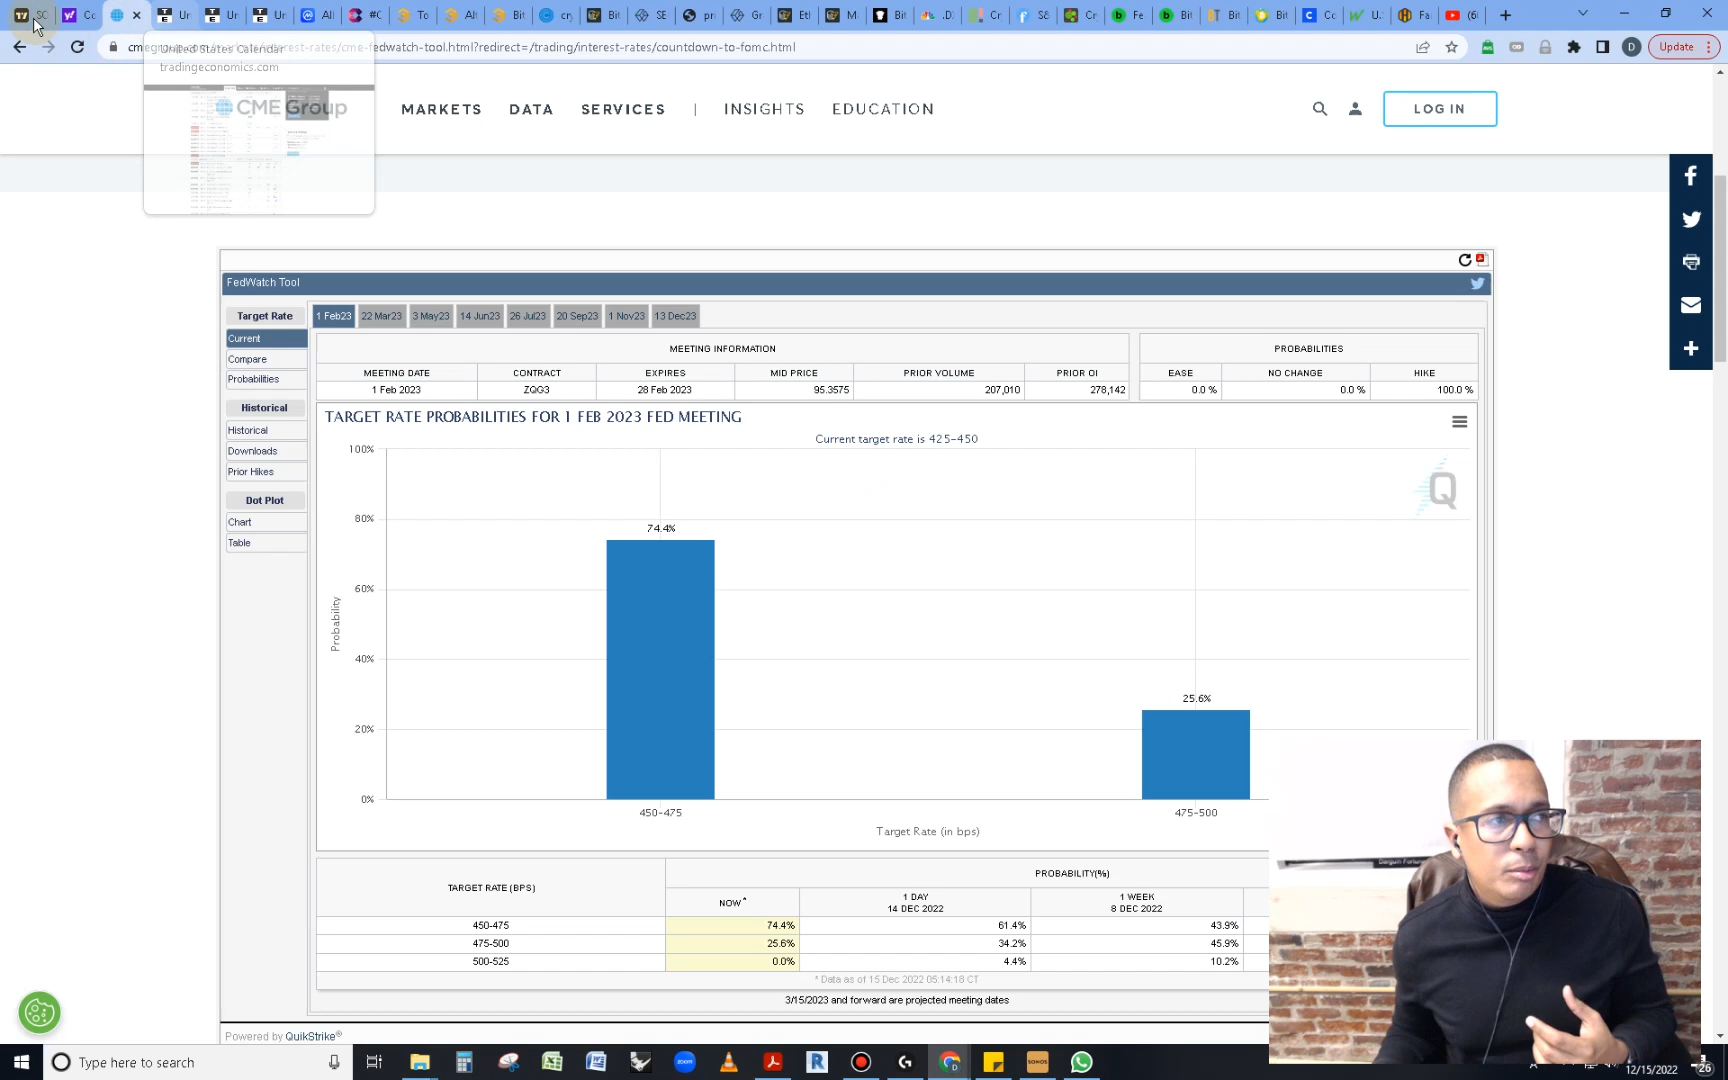 cmegroup.com
fedwatch-tool.html?redirect=/trading/interest-rates/countdown-to-fomc.html
Update
United States Calendar
tradingeconomics.com
CME Group
MARKETS DATA SERVICES | INSIGHTS EDUCATION
LOG IN
FedWatch Tool
Target Rate
Current
Compare
Probabilities
Historical
Historical
Downloads
Prior Hikes
Dot Plot
Chart
Table
1 Feb23 22 Mar23 3 May23 14 Jun23 26 Jul23 20 Sep23 1 Nov23 13 Dec23
MEETING INFORMATION
MEETING DATE CONTRACT EXPIRES MID PRICE PRIOR VOLUME PRIOR OI
1 Feb 2023 ZQG3 28 Feb 2023 95.3575 207,010 278,142
PROBABILITIES
EASE NO CHANGE HIKE
0.0 % 0.0 % 100.0 %
TARGET RATE PROBABILITIES FOR 1 FEB 2023 FED MEETING
Current target rate is 425-450
100%
80%
60%
40%
20%
0%
Probability
74.4%
25.6%
450-475
475-500
Target Rate (in bps)
TARGET RATE (BPS)
PROBABILITY(%)
NOW *
1 DAY
14 DEC 2022
1 WEEK
8 DEC 2022
450-475 74.4% 61.4% 43.9%
475-500 25.6% 34.2% 45.9%
500-525 0.0% 4.4% 10.2%
* Data as of 15 Dec 2022 05:14:18 CT
3/15/2023 and forward are projected meeting dates
Powered by QuikStrike®
Type here to search
12/15/2022
26